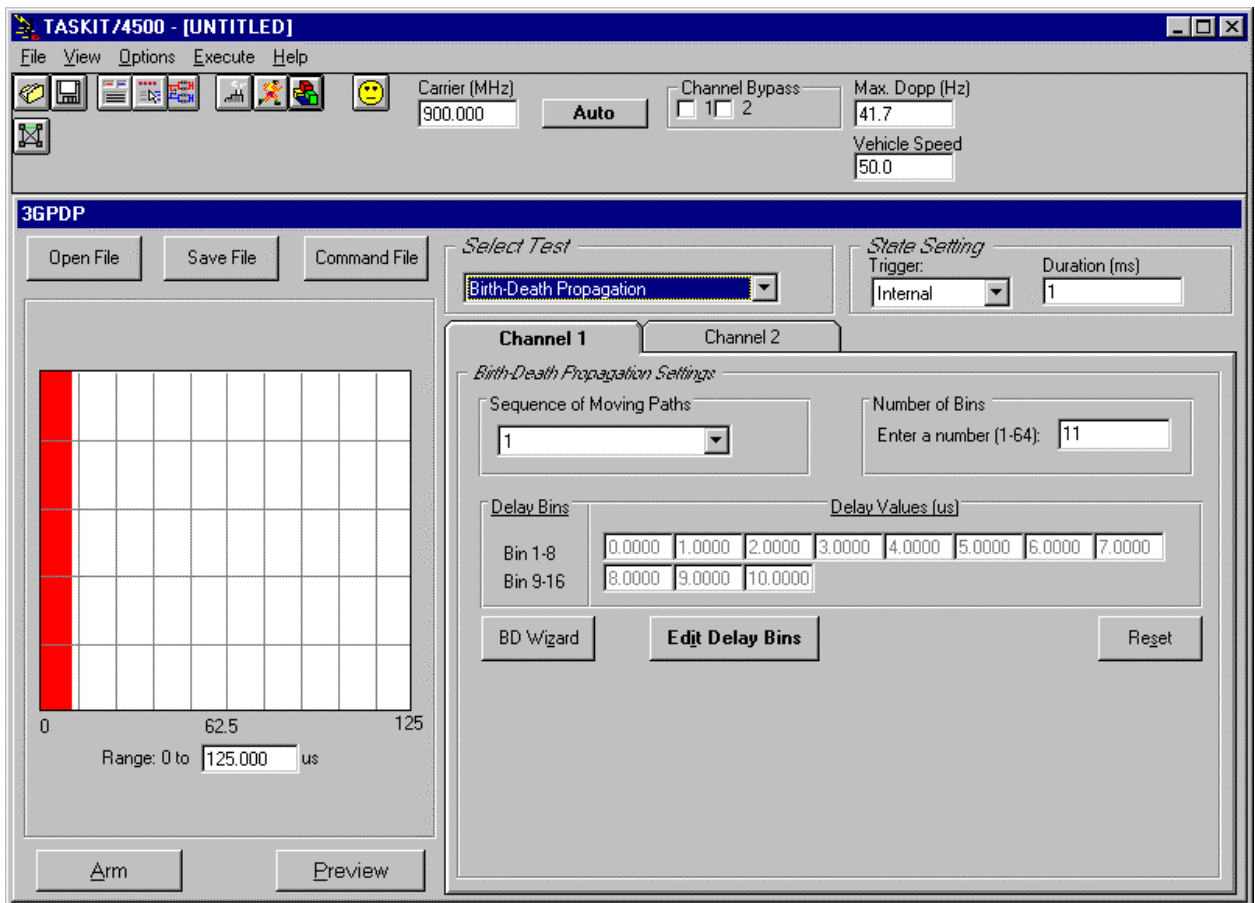 TASKIT/4500 - [UNTITLED]
File View Options Execute Help
Carrier (MHz)
900.000
Auto
Channel Bypass
1 2
Max. Dopp (Hz)
41.7
Vehicle Speed
50.0
3GPDP
Open File Save File Command File
Select Test
Birth-Death Propagation
State Setting
Trigger: Duration (ms)
Internal 1
Channel 1 Channel 2
Birth-Death Propagation Settings
Sequence of Moving Paths
1
Number of Bins
Enter a number (1-64): 11
Delay Bins Delay Values (us)
Bin 1-8 0.0000 1.0000 2.0000 3.0000 4.0000 5.0000 6.0000 7.0000
Bin 9-16 8.0000 9.0000 10.0000
BD Wizard Edit Delay Bins Reset
0 62.5 125
Range: 0 to 125.000 us
Arm Preview